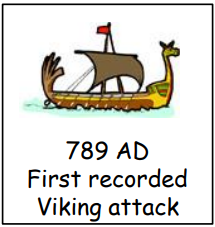 789 AD
First recorded
Viking attack